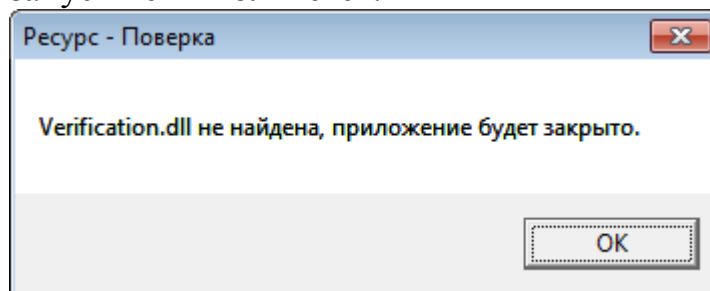 Ресурс - Поверка
Verification.dll не найдена, приложение будет закрыто.
OK